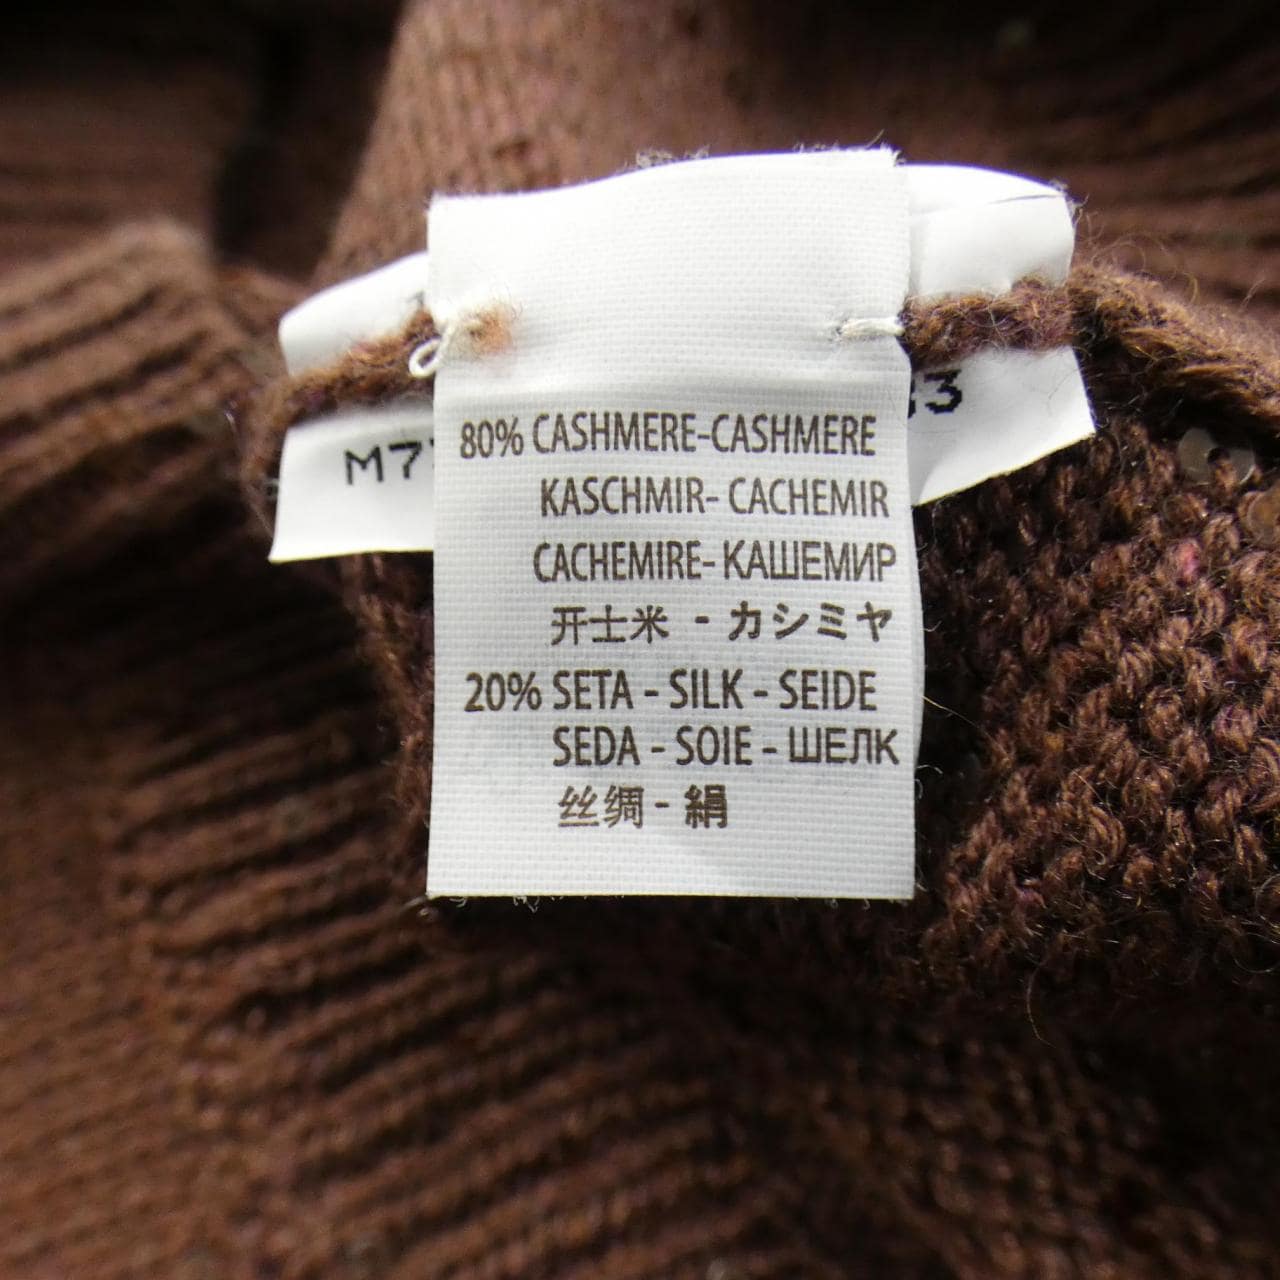 80% CASHMERE-CASHMERE
KASCHMIR- CACHEMIR
CACHEMIRE- КАШЕМИР
开士米 - カシミヤ
20% SETA - SILK - SEIDE
SEDA - SOIE - ШЕЛК
丝绸 - 絹